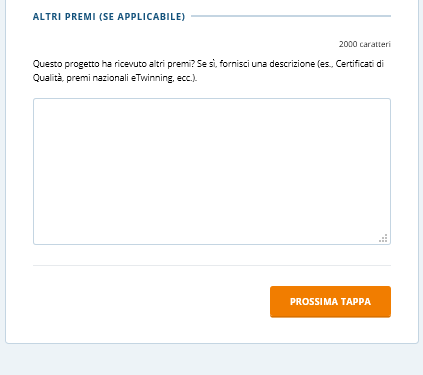 ALTRI PREMI (SE APPLICABILE)
2000 caratteri
Questo progetto ha ricevuto altri premi? Se sì, fornisci una descrizione (es., Certificati di
Qualità, premi nazionali eTwinning, ecc.).
PROSSIMA TAPPA